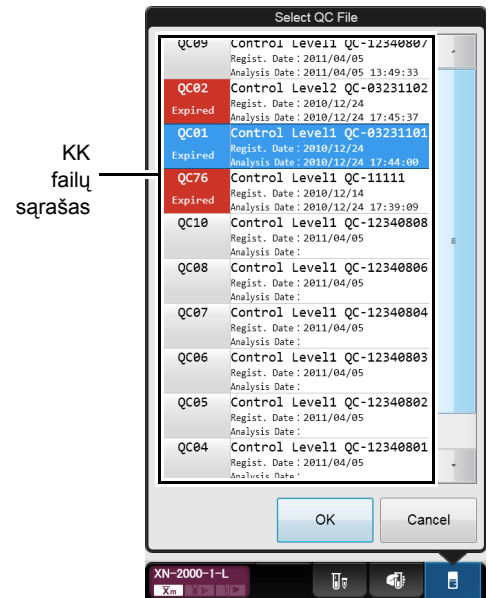 Select QC File
QC09 Control Level1 QC-12340807
Regist. Date：2011/04/05
Analysis Date：2011/04/05 13:49:33
QC02 Control Level2 QC-03231102
Expired Regist. Date：2010/12/24
Analysis Date：2010/12/24 17:45:37
QC01 Control Level1 QC-03231101
Expired Regist. Date：2010/12/24
Analysis Date：2010/12/24 17:44:00
QC76 Control Level1 QC-11111
Expired Regist. Date：2010/12/14
Analysis Date：2010/12/24 17:39:09
QC10 Control Level1 QC-12340808
Regist. Date：2011/04/05
Analysis Date：
QC08 Control Level1 QC-12340806
Regist. Date：2011/04/05
Analysis Date：
QC07 Control Level1 QC-12340804
Regist. Date：2011/04/05
Analysis Date：
QC06 Control Level1 QC-12340803
Regist. Date：2011/04/05
Analysis Date：
QC05 Control Level1 QC-12340802
Regist. Date：2011/04/05
Analysis Date：
QC04 Control Level1 QC-12340801
Regist. Date：2011/04/05
Analysis Date：
KK
failų
sąrašas
OK Cancel
XN-2000-1-L
Xm